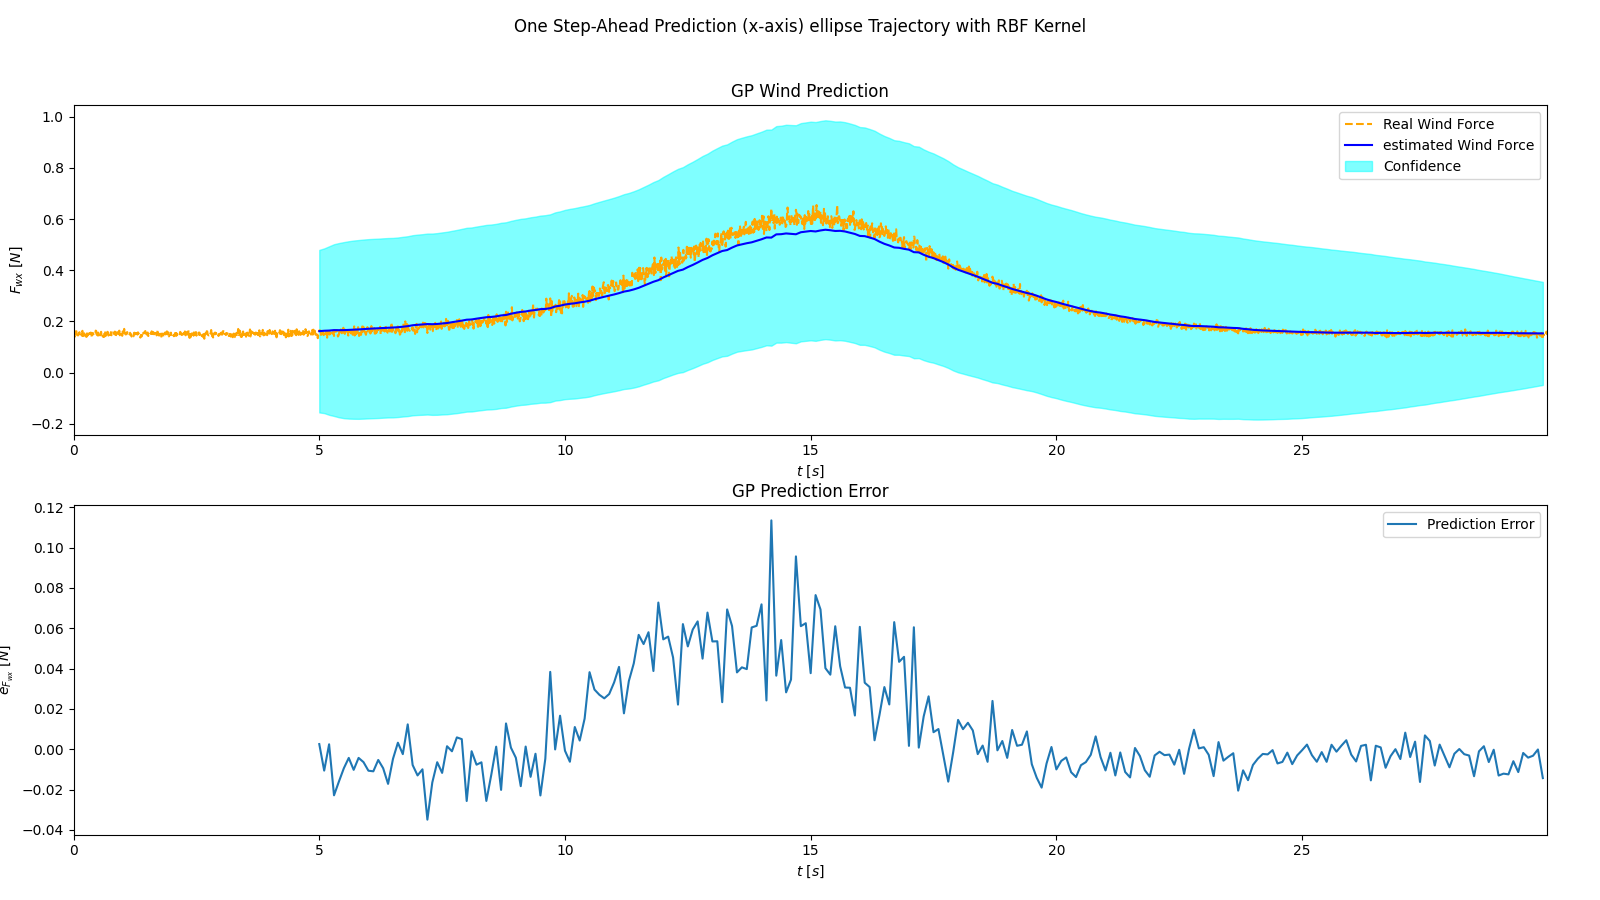 One Step-Ahead Prediction (x-axis) ellipse Trajectory with RBF Kernel
GP Wind Prediction
1.0
0.8
0.6
0.4
0.2
0.0
−0.2
F_wx [N]
Real Wind Force
estimated Wind Force
Confidence
0 5 10 15 20 25
t [s]
GP Prediction Error
0.12
0.10
0.08
0.06
0.04
0.02
0.00
−0.02
−0.04
e_F_wx [N]
Prediction Error
0 5 10 15 20 25
t [s]